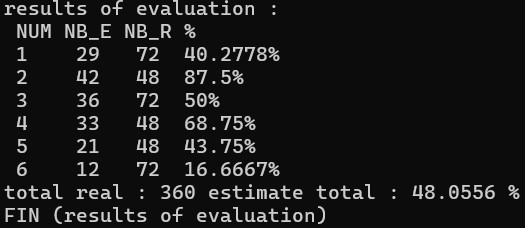 results of evaluation :
NUM NB_E NB_R %
1 29 72 40.2778%
2 42 48 87.5%
3 36 72 50%
4 33 48 68.75%
5 21 48 43.75%
6 12 72 16.6667%
total real : 360 estimate total : 48.0556 %
FIN (results of evaluation)